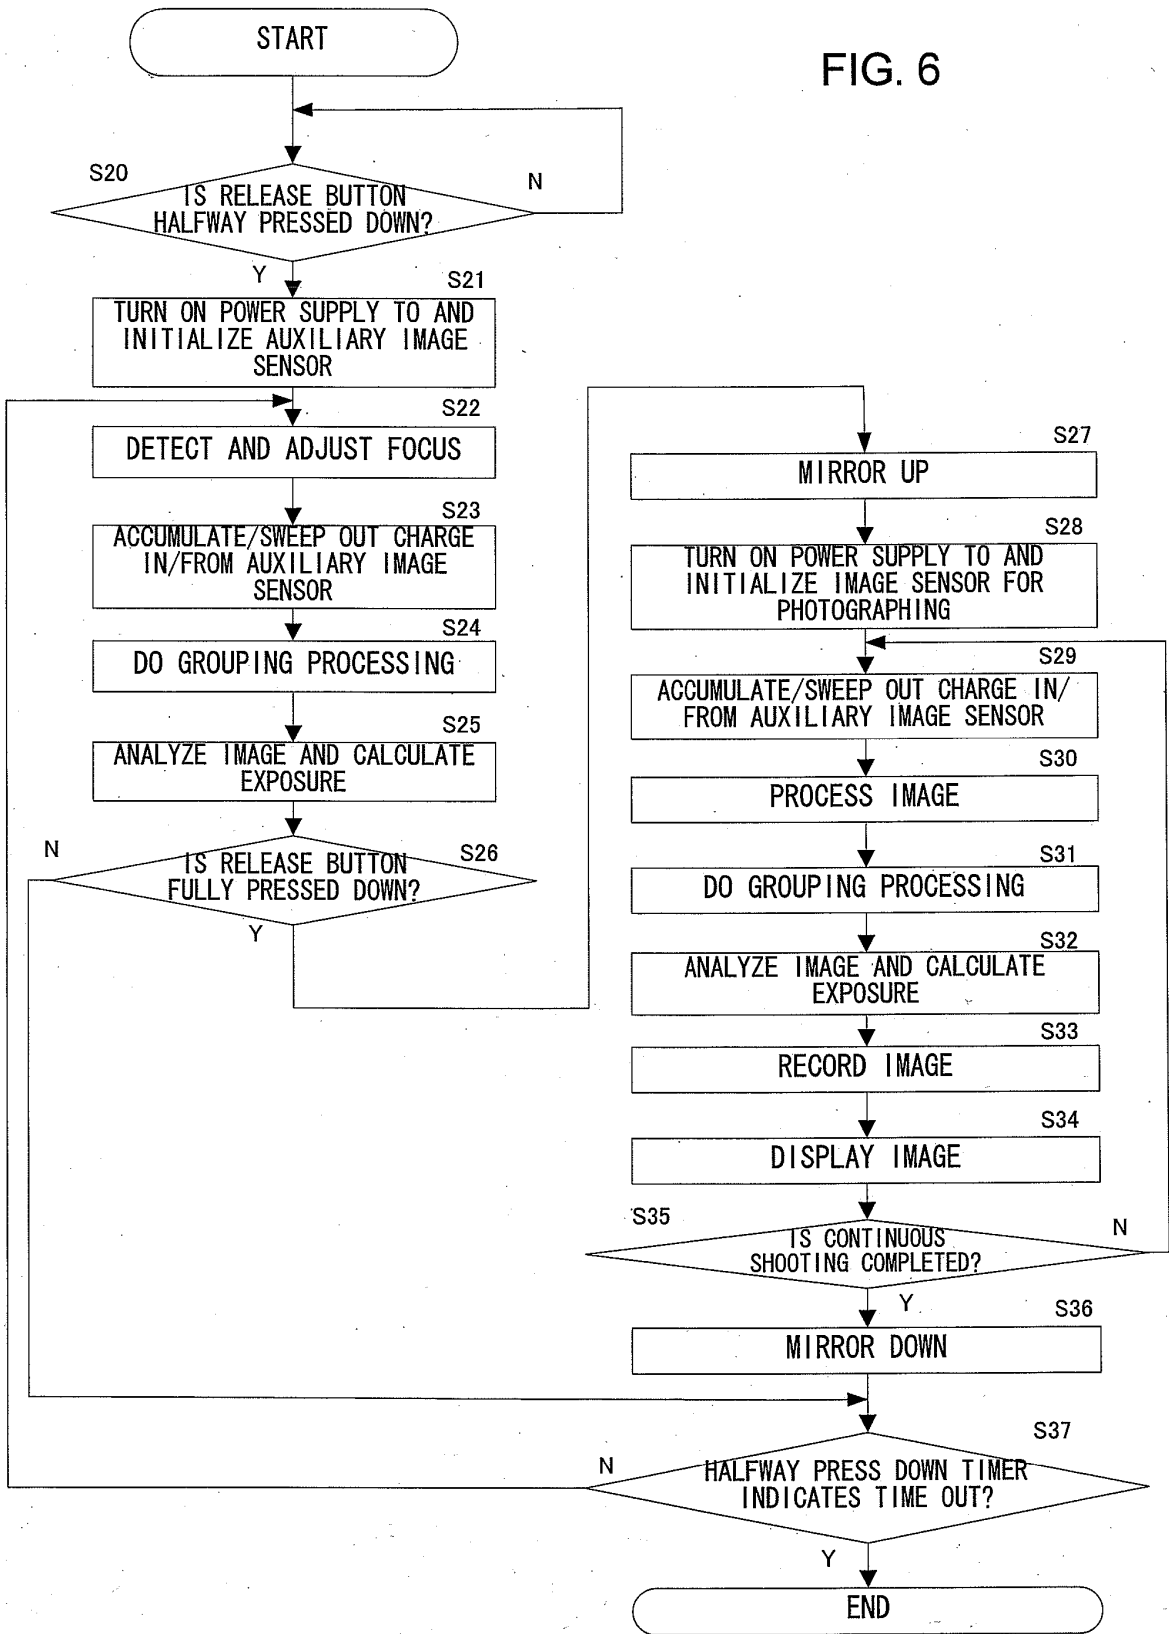 FIG. 6
START
S20
IS RELEASE BUTTON
HALFWAY PRESSED DOWN?
N
Y
S21
TURN ON POWER SUPPLY TO AND
INITIALIZE AUXILIARY IMAGE
SENSOR
S22
DETECT AND ADJUST FOCUS
S23
ACCUMULATE/SWEEP OUT CHARGE
IN/FROM AUXILIARY IMAGE
SENSOR
S24
DO GROUPING PROCESSING
S25
ANALYZE IMAGE AND CALCULATE
EXPOSURE
N
S26
IS RELEASE BUTTON
FULLY PRESSED DOWN?
Y
S27
MIRROR UP
S28
TURN ON POWER SUPPLY TO AND
INITIALIZE IMAGE SENSOR FOR
PHOTOGRAPHING
S29
ACCUMULATE/SWEEP OUT CHARGE IN/
FROM AUXILIARY IMAGE SENSOR
S30
PROCESS IMAGE
S31
DO GROUPING PROCESSING
S32
ANALYZE IMAGE AND CALCULATE
EXPOSURE
S33
RECORD IMAGE
S34
DISPLAY IMAGE
S35
IS CONTINUOUS
SHOOTING COMPLETED?
N
Y
S36
MIRROR DOWN
S37
N
HALFWAY PRESS DOWN TIMER
INDICATES TIME OUT?
Y
END